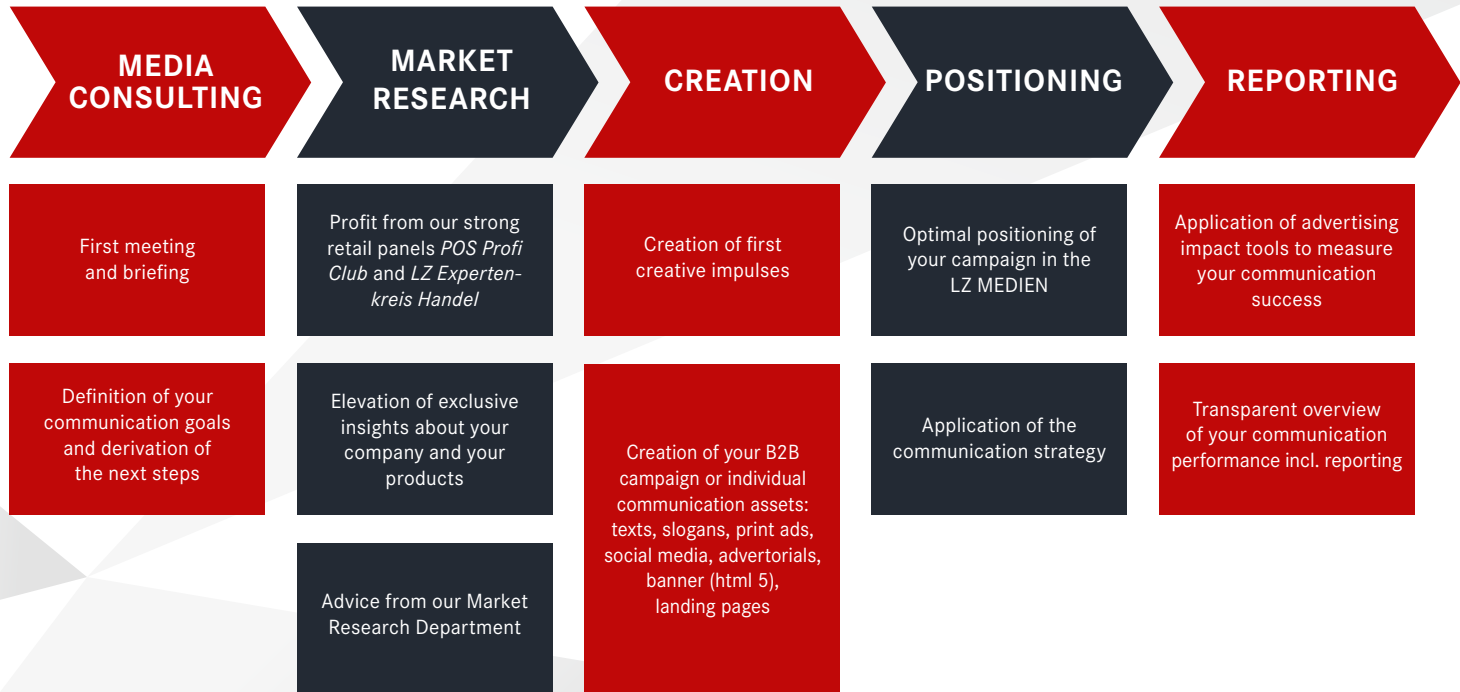 MEDIA
CONSULTING
MARKET
RESEARCH
CREATION
POSITIONING
REPORTING
First meeting
and briefing
Profit from our strong
retail panels POS Profi
Club and LZ Experten-
kreis Handel
Creation of first
creative impulses
Optimal positioning of
your campaign in the
LZ MEDIEN
Application of advertising
impact tools to measure
your communication
success
Definition of your
communication goals
and derivation of
the next steps
Elevation of exclusive
insights about your
company and your
products
Creation of your B2B
campaign or individual
communication assets:
texts, slogans, print ads,
social media, advertorials,
banner (html 5),
landing pages
Application of the
communication strategy
Transparent overview
of your communication
performance incl. reporting
Advice from our Market
Research Department